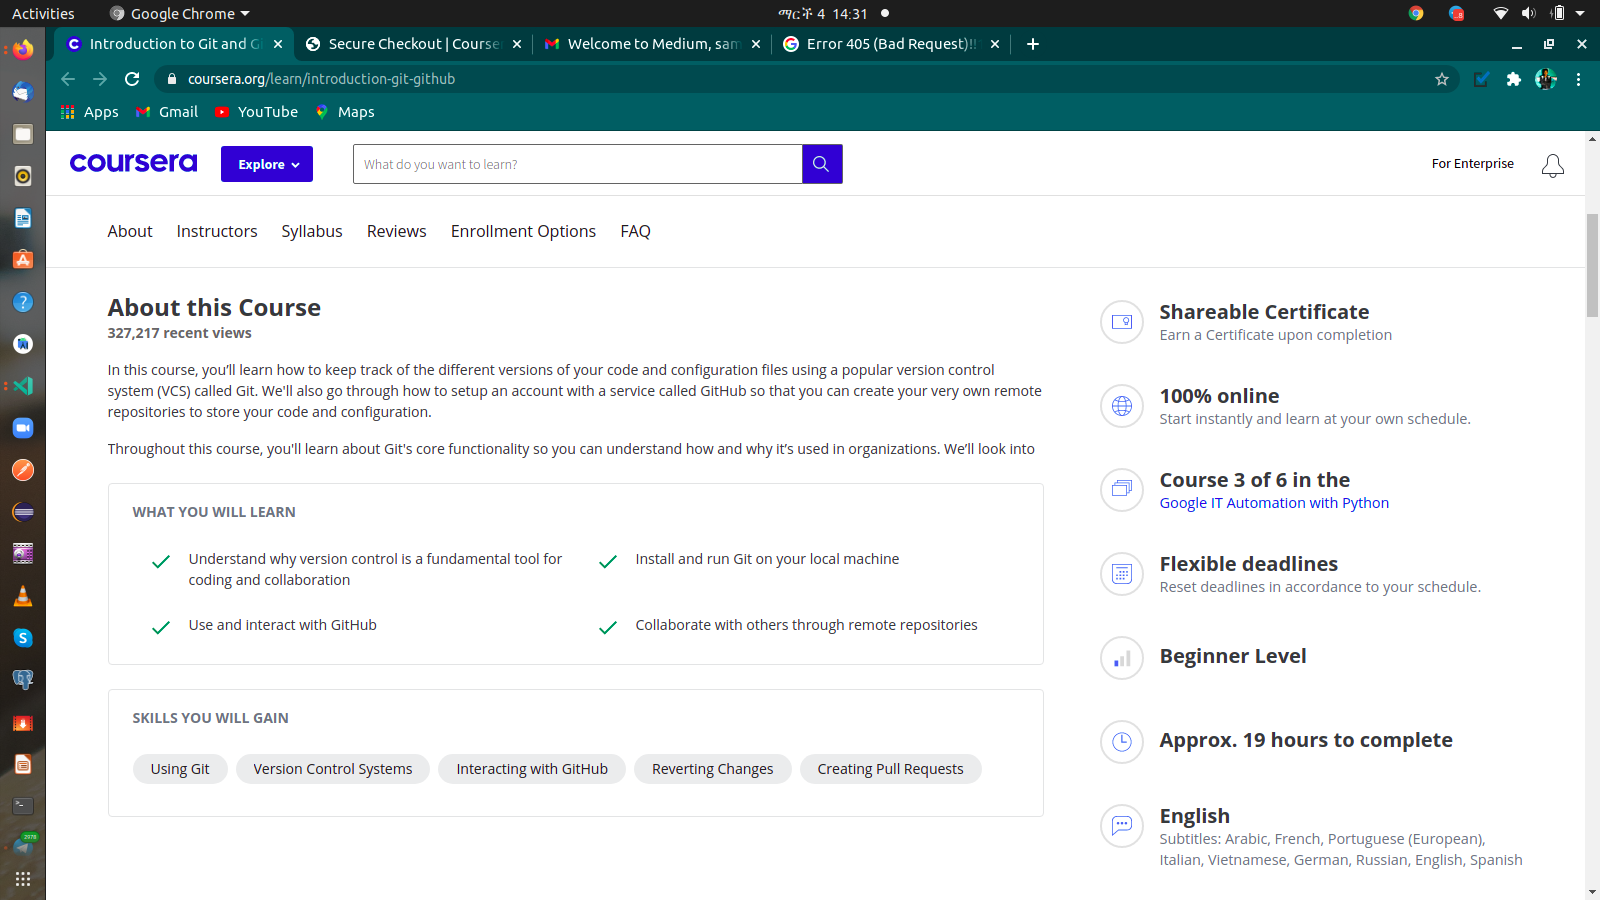 Activities
Google Chrome
ማርች 4 14:31
Introduction to Git and G
Secure Checkout | Course
Welcome to Medium, sam
Error 405 (Bad Request)!!
coursera.org/learn/introduction-git-github
Apps
Gmail
YouTube
Maps
coursera
Explore
What do you want to learn?
For Enterprise
About
Instructors
Syllabus
Reviews
Enrollment Options
FAQ
About this Course
327,217 recent views
In this course, you’ll learn how to keep track of the different versions of your code and configuration files using a popular version control
system (VCS) called Git. We'll also go through how to setup an account with a service called GitHub so that you can create your very own remote
repositories to store your code and configuration.
Throughout this course, you'll learn about Git's core functionality so you can understand how and why it’s used in organizations. We’ll look into
WHAT YOU WILL LEARN
Understand why version control is a fundamental tool for
coding and collaboration
Install and run Git on your local machine
Use and interact with GitHub
Collaborate with others through remote repositories
SKILLS YOU WILL GAIN
Using Git
Version Control Systems
Interacting with GitHub
Reverting Changes
Creating Pull Requests
Shareable Certificate
Earn a Certificate upon completion
100% online
Start instantly and learn at your own schedule.
Course 3 of 6 in the
Google IT Automation with Python
Flexible deadlines
Reset deadlines in accordance to your schedule.
Beginner Level
Approx. 19 hours to complete
English
Subtitles: Arabic, French, Portuguese (European),
Italian, Vietnamese, German, Russian, English, Spanish